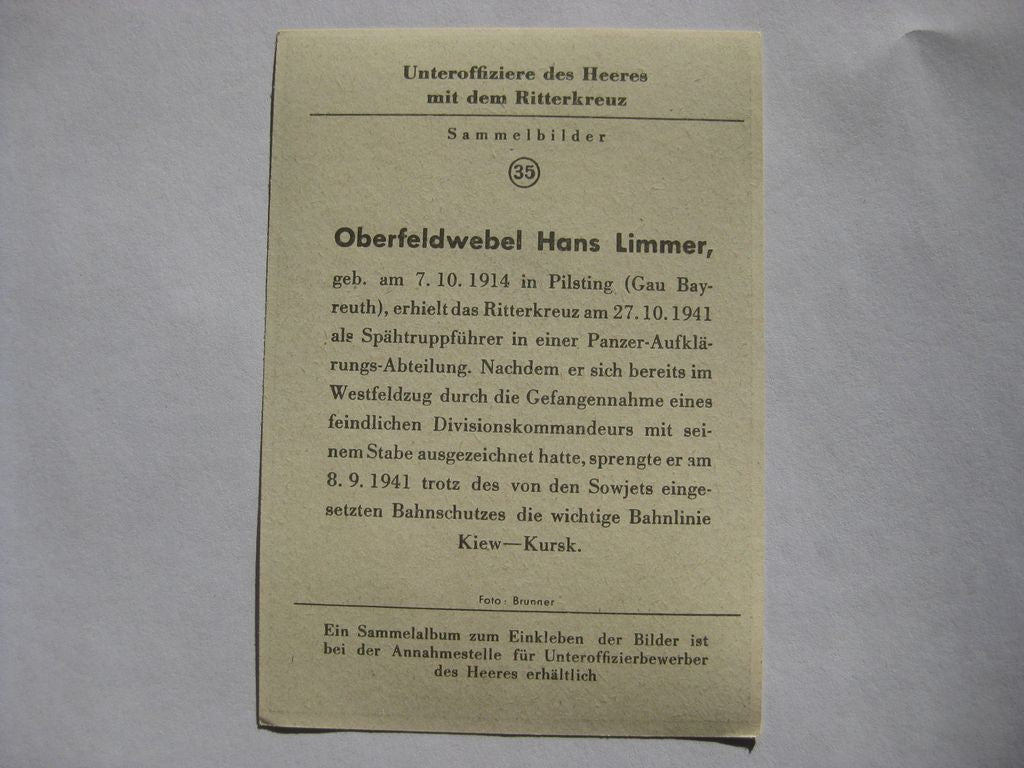 Unteroffiziere des Heeres
mit dem Ritterkreuz
Sammelbilder
35
Oberfeldwebel Hans Limmer,
geb. am 7. 10. 1914 in Pilsting (Gau Bay-
reuth), erhielt das Ritterkreuz am 27. 10. 1941
als Spähtruppführer in einer Panzer-Aufklä-
rungs-Abteilung. Nachdem er sich bereits im
Westfeldzug durch die Gefangennahme eines
feindlichen Divisionskommandeurs mit sei-
nem Stabe ausgezeichnet hatte, sprengte er am
8. 9. 1941 trotz des von den Sowjets einge-
setzten Bahnschutzes die wichtige Bahnlinie
Kiew—Kursk.
Foto: Brunner
Ein Sammelalbum zum Einkleben der Bilder ist
bei der Annahmestelle für Unteroffizierbewerber
des Heeres erhältlich